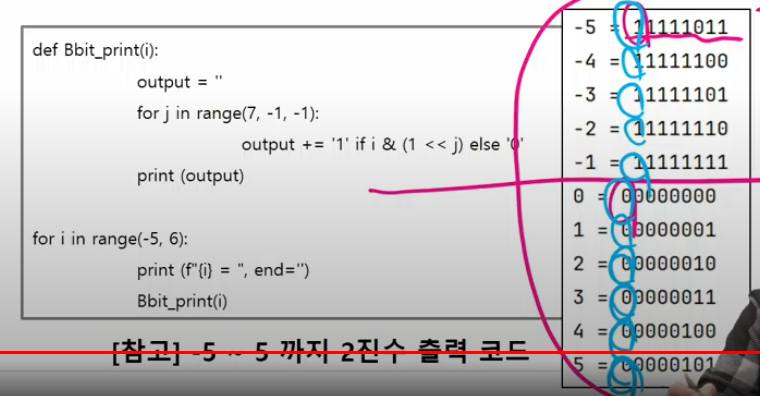 def Bbit_print(i):
output = ''
for j in range(7, -1, -1):
output += '1' if i & (1 << j) else '0'
print (output)
for i in range(-5, 6):
print (f"{i} = ", end='')
Bbit_print(i)
[참고] -5 ~ 5 까지 2진수 출력 코드
-5 = 11111011
-4 = 11111100
-3 = 11111101
-2 = 11111110
-1 = 11111111
0 = 00000000
1 = 00000001
2 = 00000010
3 = 00000011
4 = 00000100
5 = 00000101